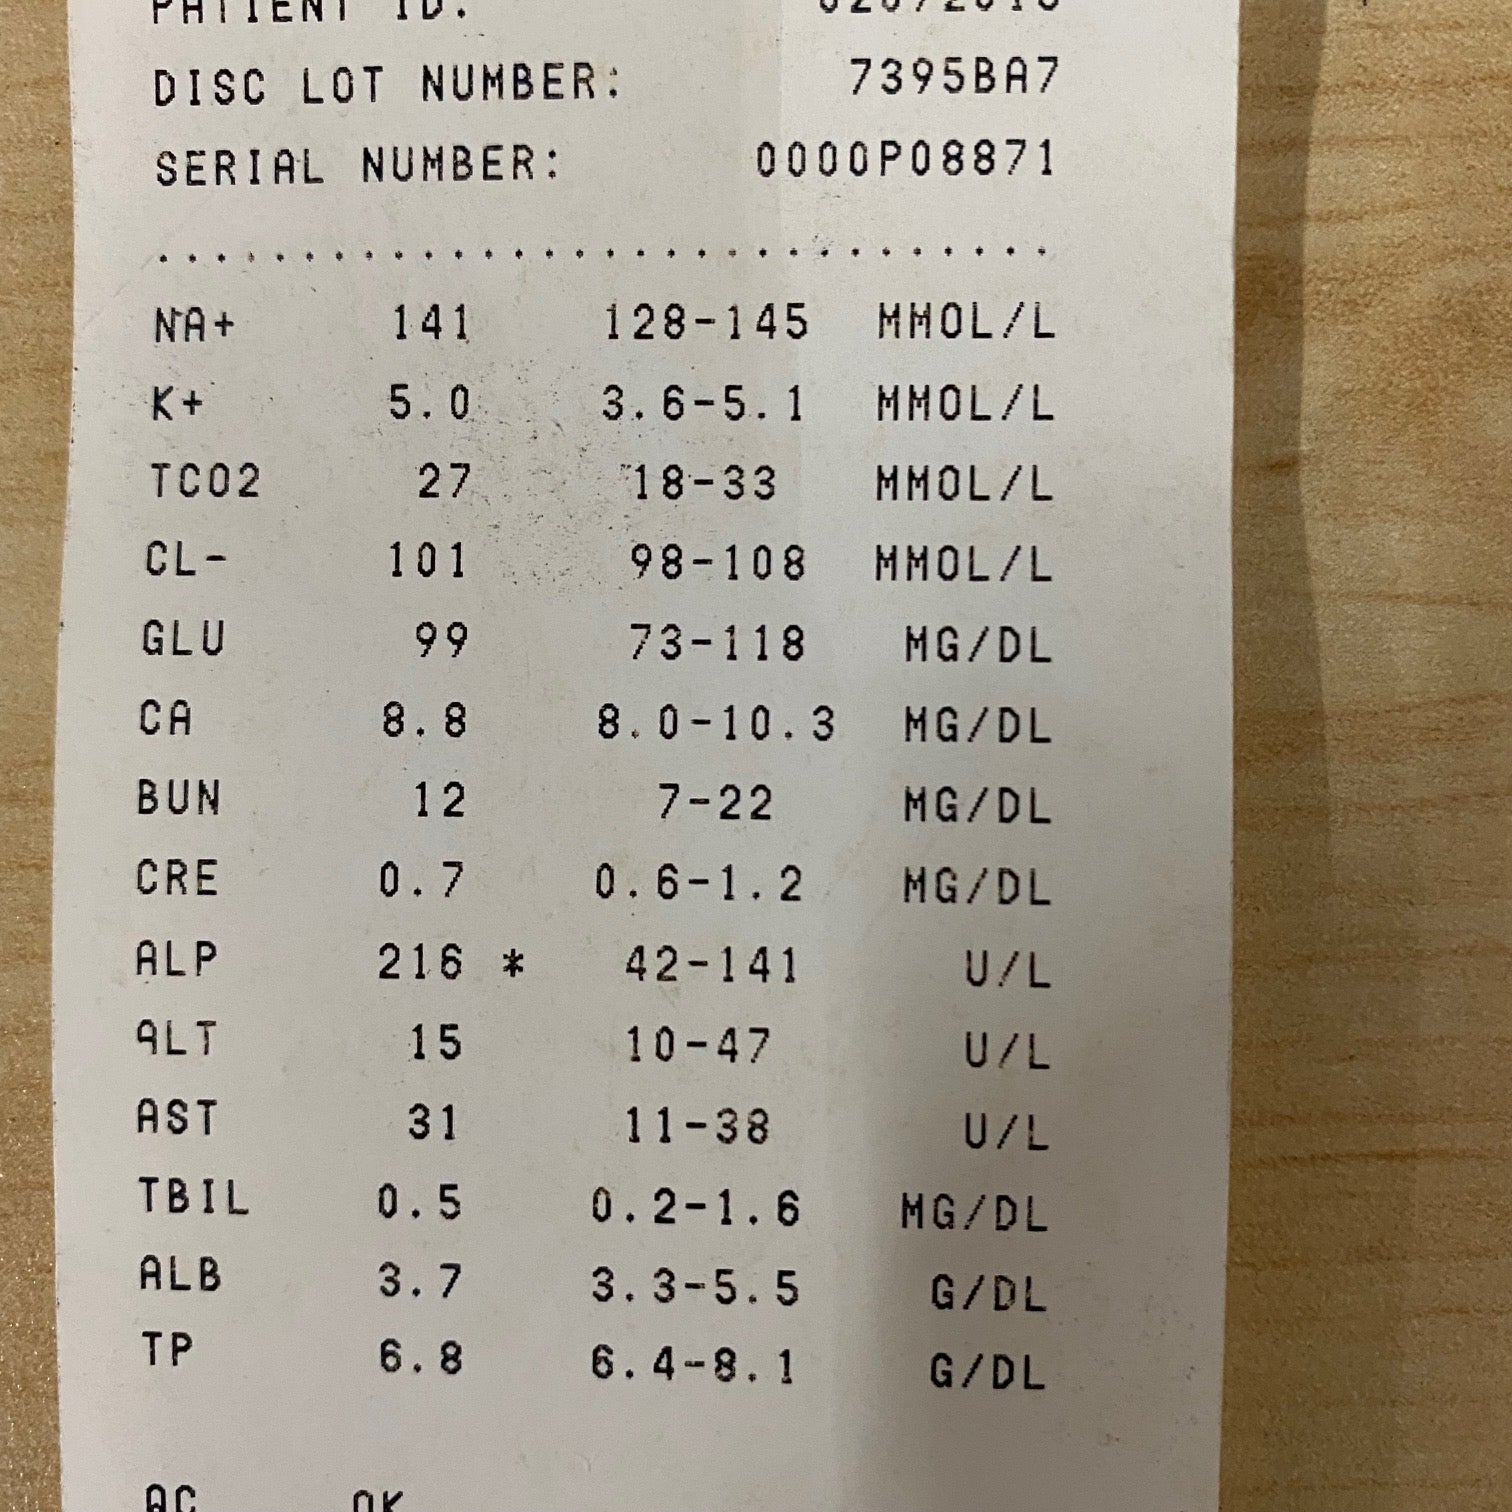 PATIENT ID:
DISC LOT NUMBER: 7395BA7
SERIAL NUMBER: 0000P08871
...............................
NA+ 141 128-145 MMOL/L
K+ 5.0 3.6-5.1 MMOL/L
TCO2 27 18-33 MMOL/L
CL- 101 98-108 MMOL/L
GLU 99 73-118 MG/DL
CA 8.8 8.0-10.3 MG/DL
BUN 12 7-22 MG/DL
CRE 0.7 0.6-1.2 MG/DL
ALP 216 * 42-141 U/L
ALT 15 10-47 U/L
AST 31 11-38 U/L
TBIL 0.5 0.2-1.6 MG/DL
ALB 3.7 3.3-5.5 G/DL
TP 6.8 6.4-8.1 G/DL
OK